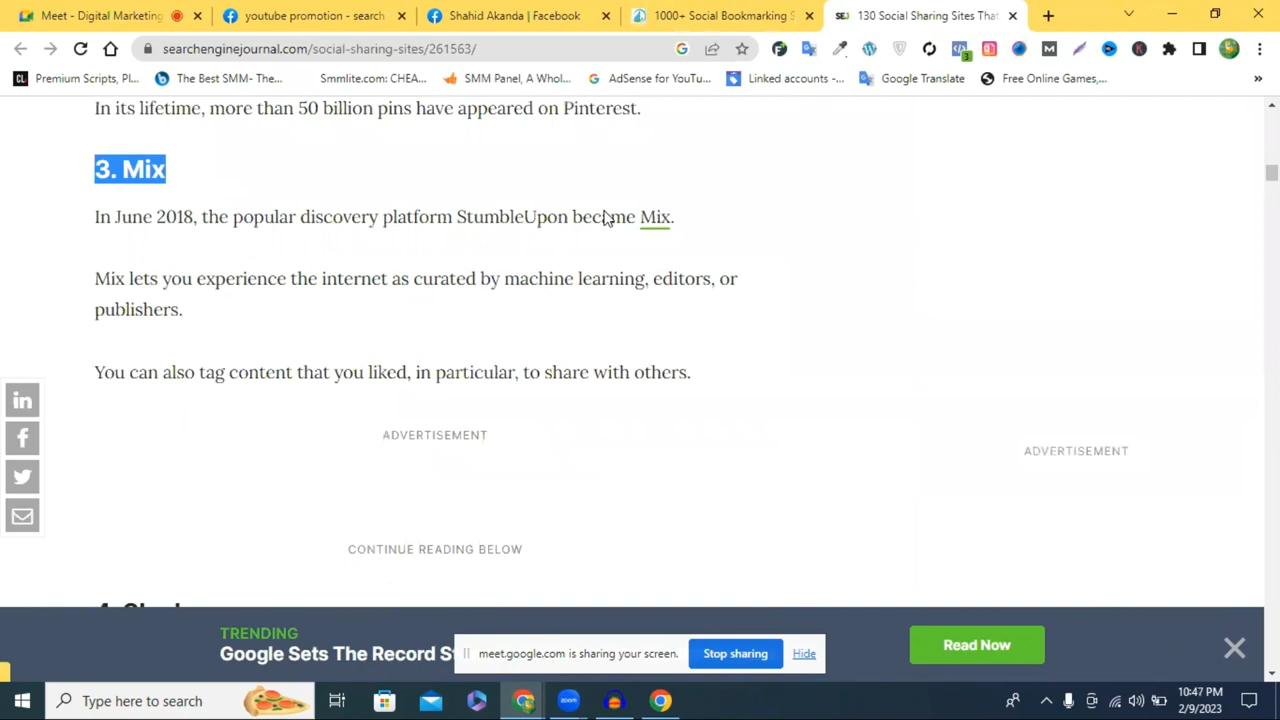 Meet - Digital Marketing
youtube promotion - search
Shahid Akanda | Facebook
1000+ Social Bookmarking S
SEJ 130 Social Sharing Sites That
searchenginejournal.com/social-sharing-sites/261563/
CL Premium Scripts, Pl...
The Best SMM- The...
Smmlite.com: CHEA...
SMM Panel, A Whol...
AdSense for YouTu...
Linked accounts -...
Google Translate
Free Online Games,...
»
In its lifetime, more than 50 billion pins have appeared on Pinterest.
3. Mix
In June 2018, the popular discovery platform StumbleUpon became Mix.
Mix lets you experience the internet as curated by machine learning, editors, or
publishers.
You can also tag content that you liked, in particular, to share with others.
ADVERTISEMENT
ADVERTISEMENT
CONTINUE READING BELOW
TRENDING
Google Sets The Record
meet.google.com is sharing your screen.
Stop sharing
Hide
Read Now
Type here to search
10:47 PM
2/9/2023